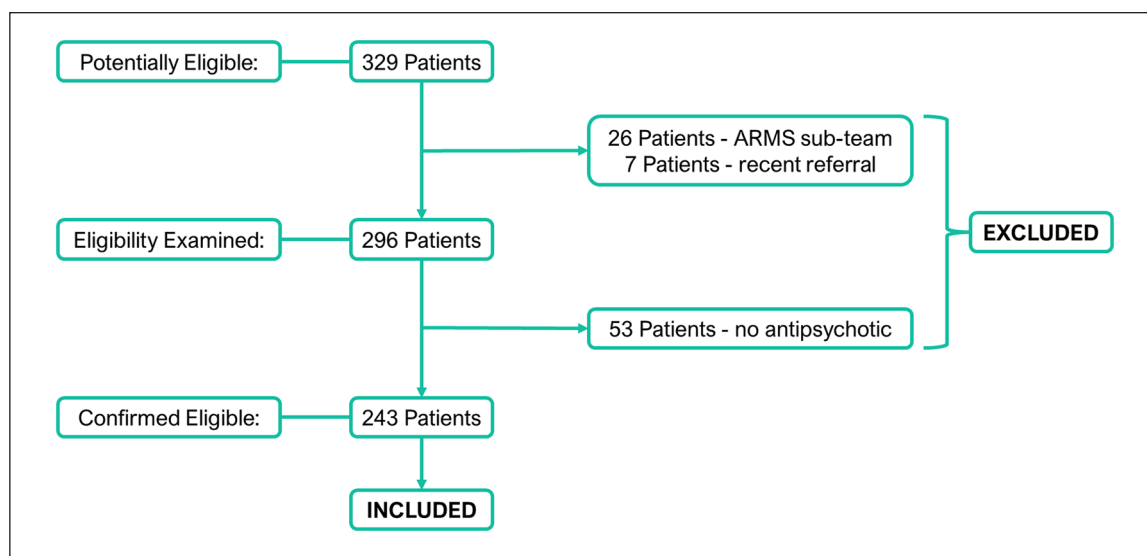 Potentially Eligible:
329 Patients
26 Patients - ARMS sub-team
7 Patients - recent referral
Eligibility Examined:
296 Patients
EXCLUDED
53 Patients - no antipsychotic
Confirmed Eligible:
243 Patients
INCLUDED